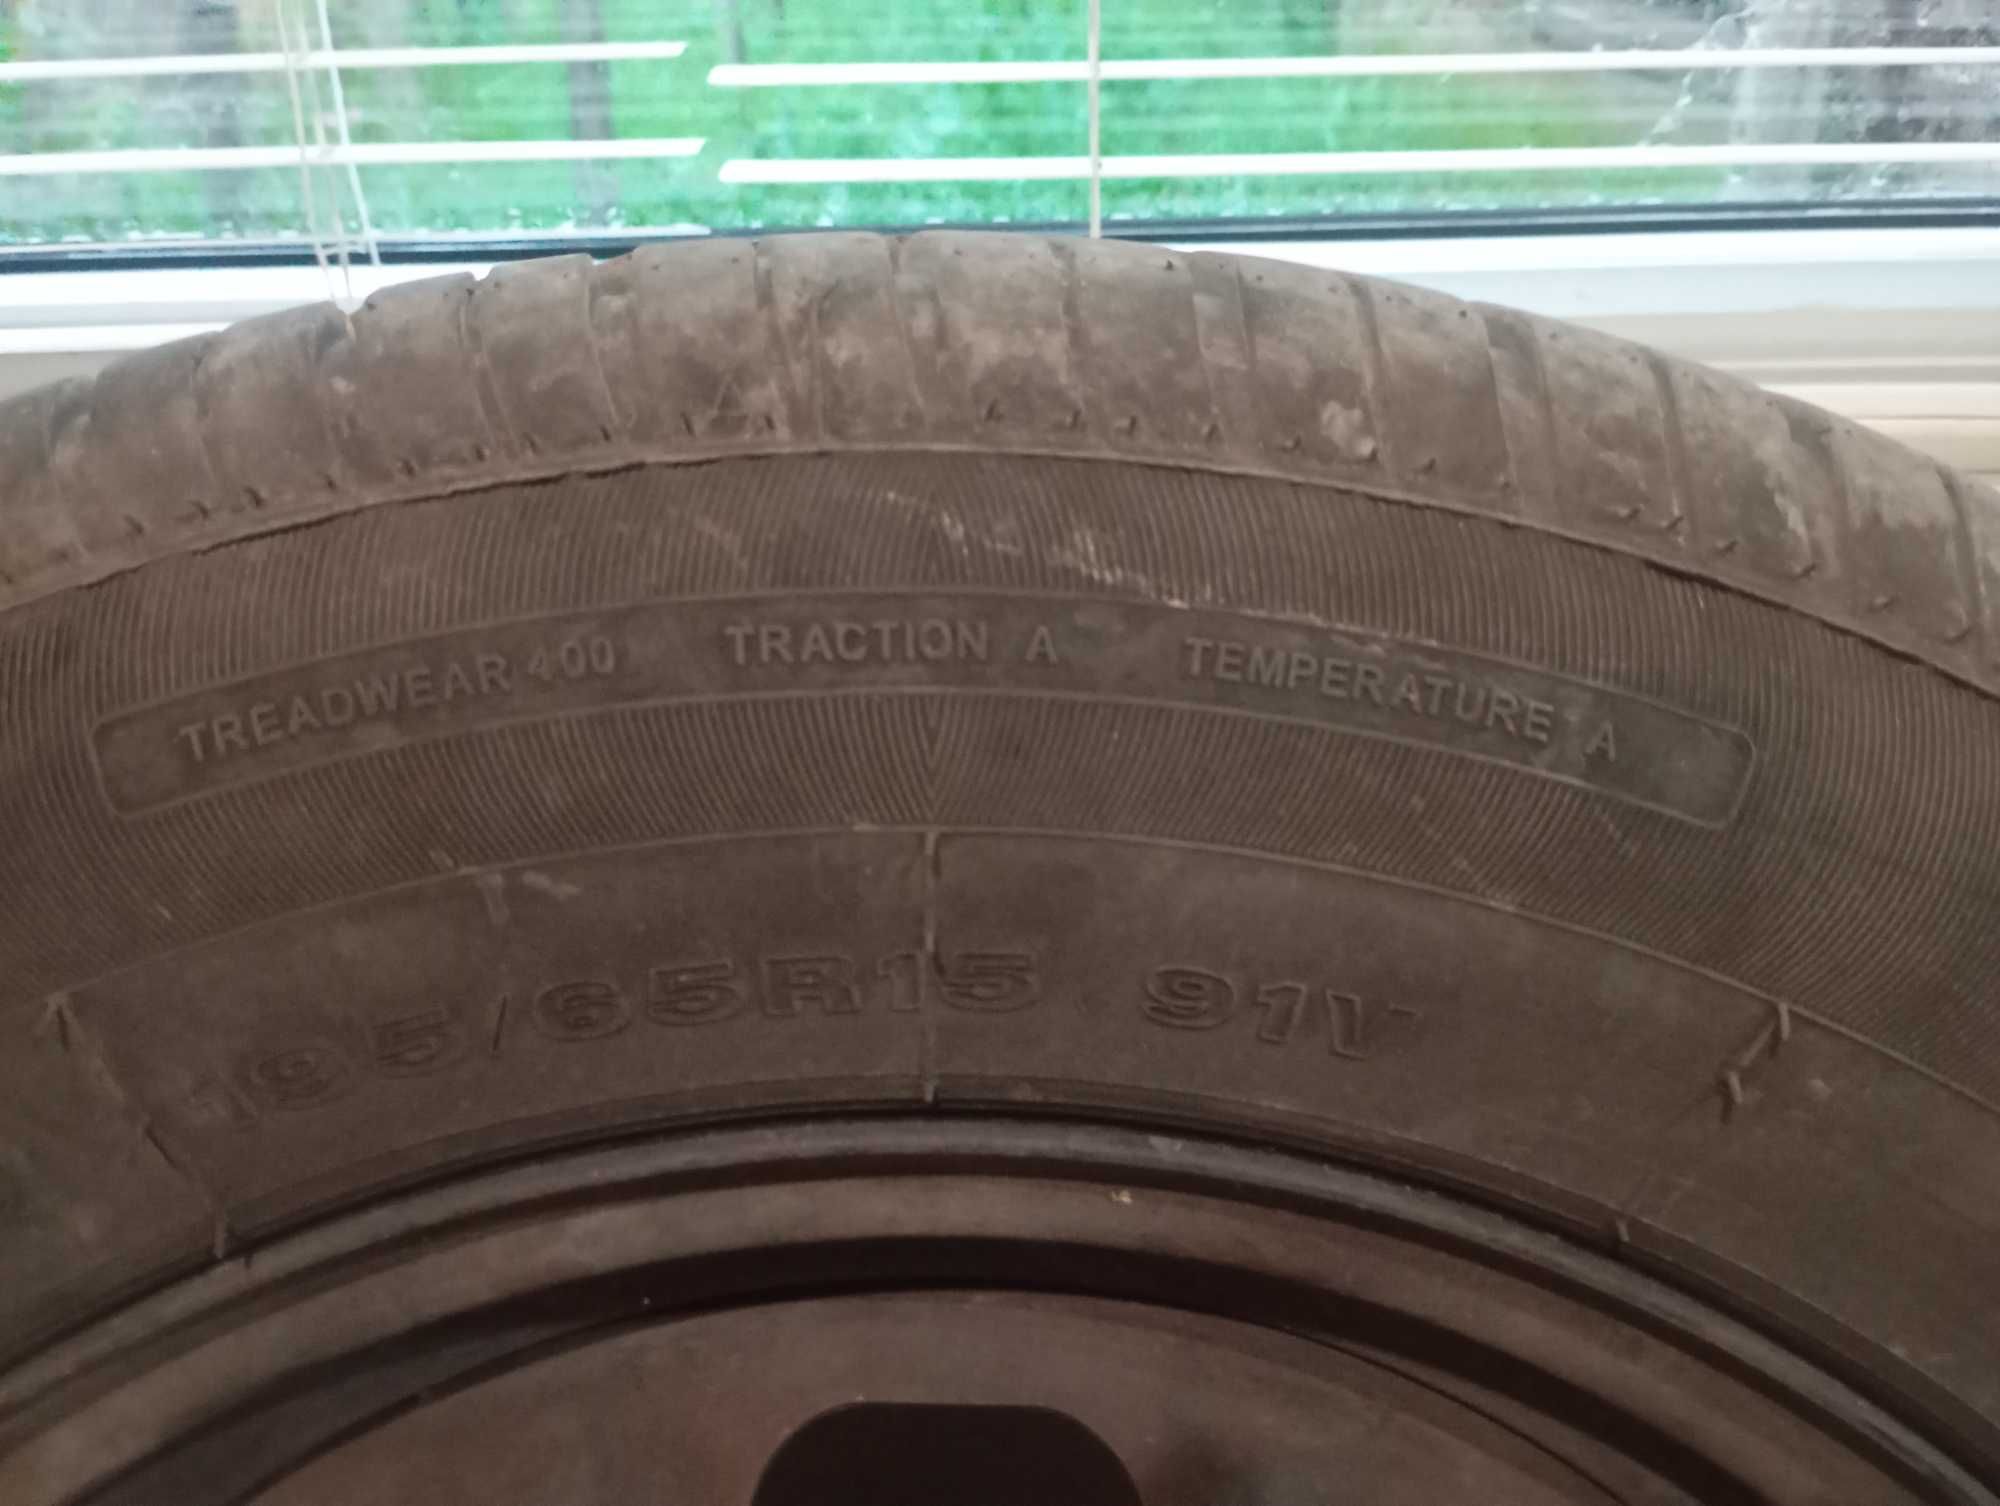 TREADWEAR 400 TRACTION A TEMPERATURE A
195/65R15 91V